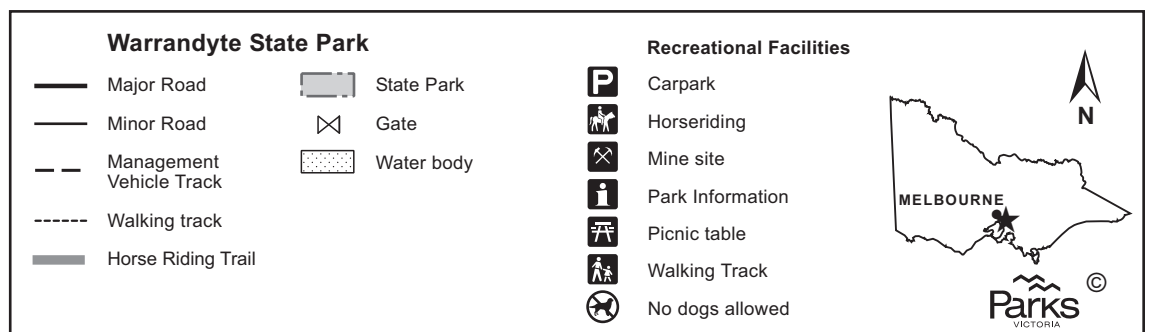 Warrandyte State Park
Major Road
Minor Road
Management
Vehicle Track
Walking track
Horse Riding Trail
State Park
Gate
Water body
Recreational Facilities
P
Carpark
Horseriding
Mine site
i
Park Information
Picnic table
Walking Track
No dogs allowed
N
MELBOURNE
©
Parks
VICTORIA